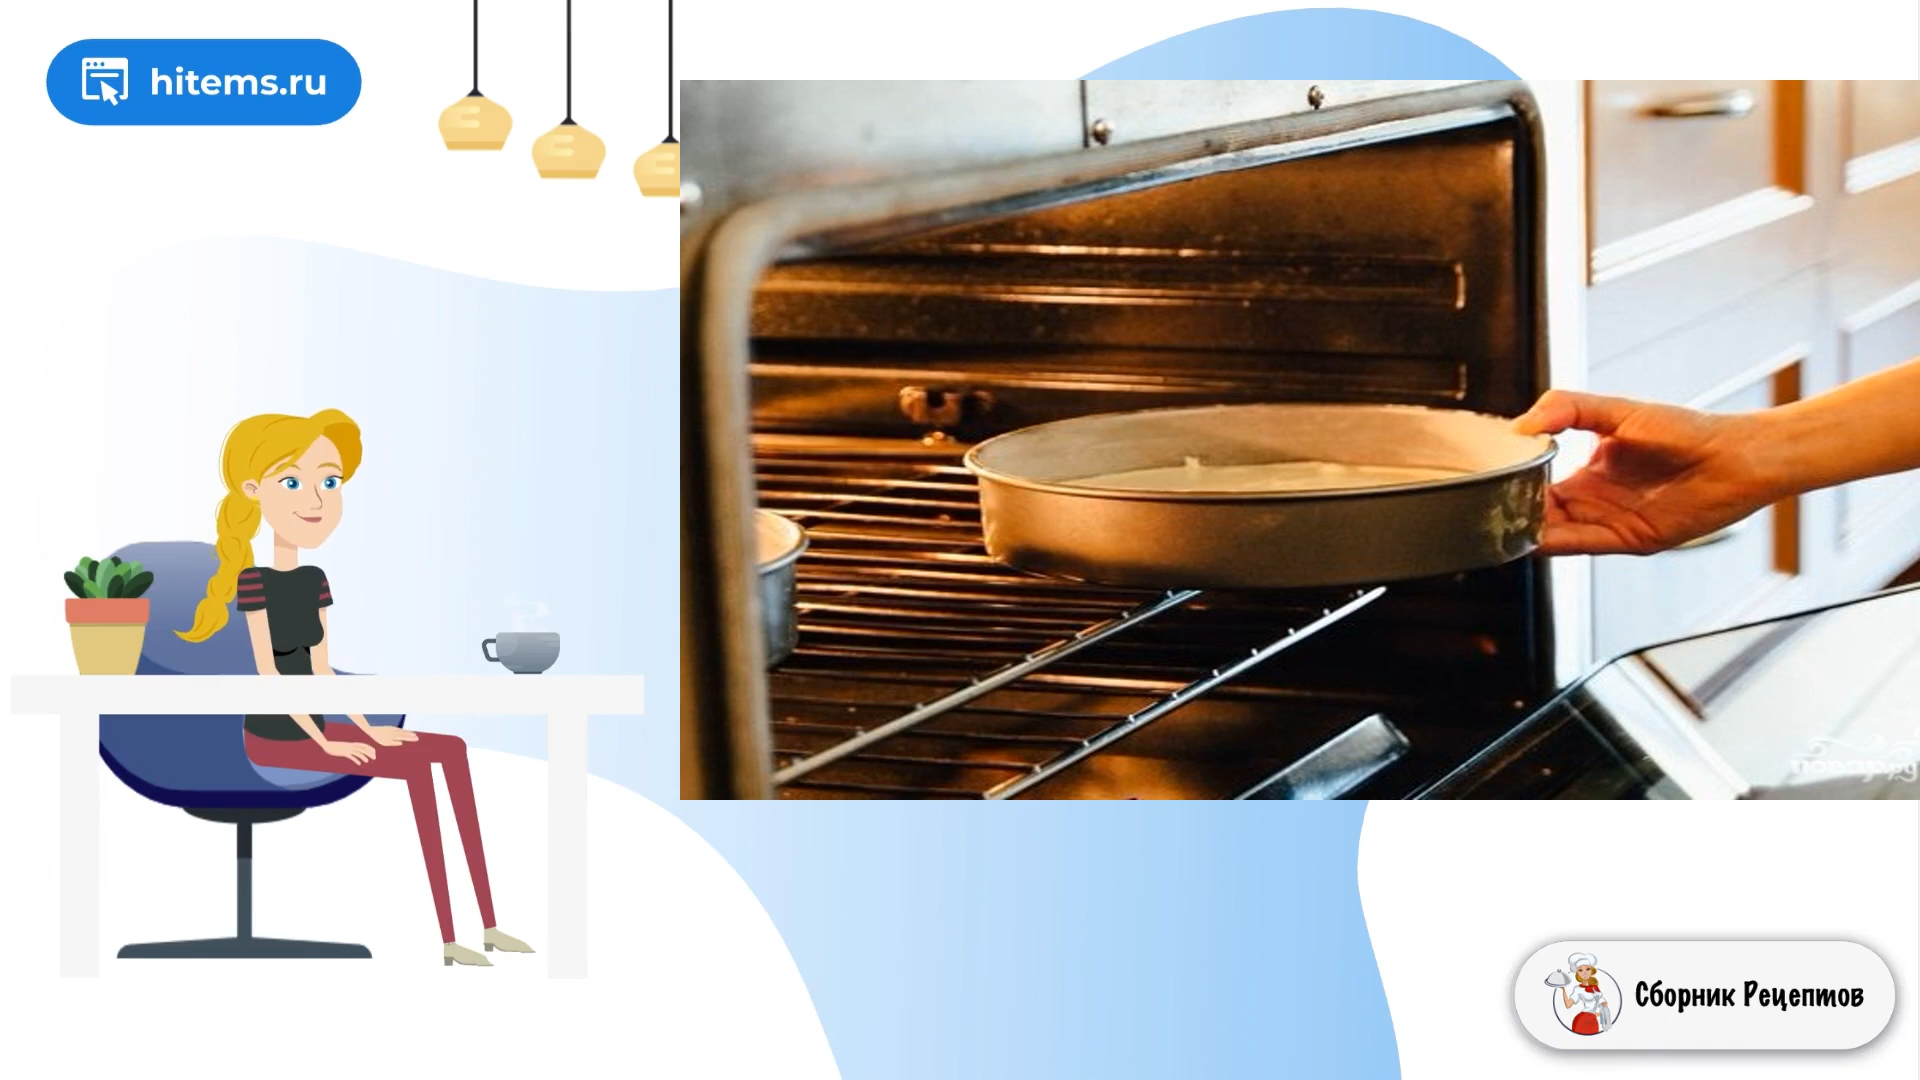 hitems.ru
Сборник Рецептов